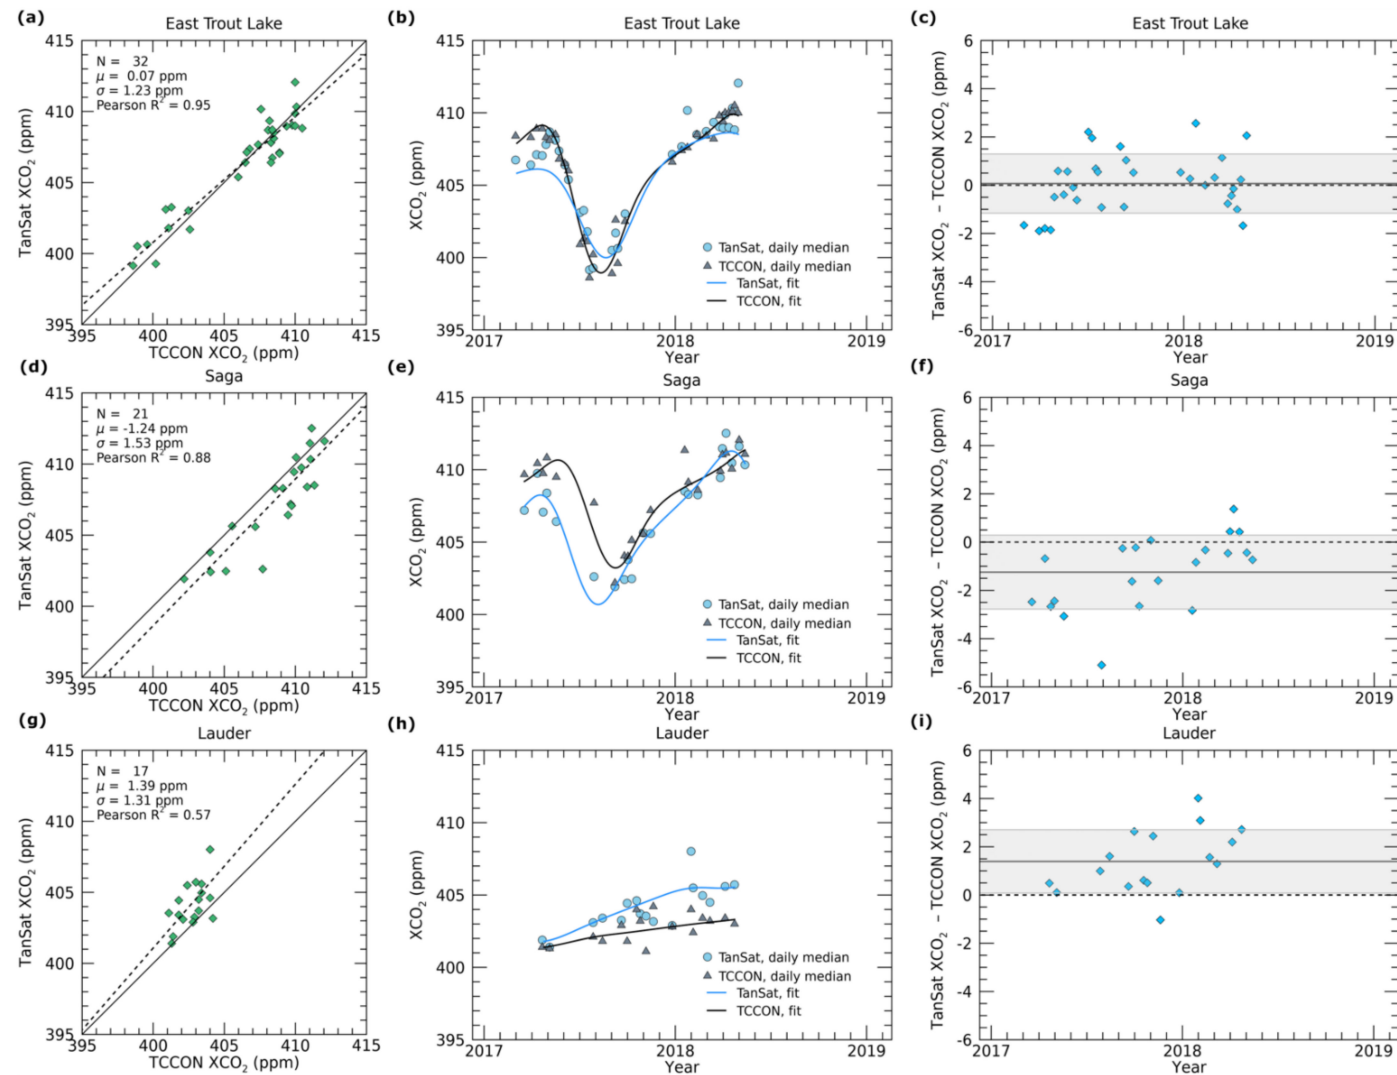 (a)
East Trout Lake
415
410
405
400
395
395
400
405
410
415
N = 32
μ = 0.07 ppm
σ = 1.23 ppm
Pearson R² = 0.95
TanSat XCO₂ (ppm)
TCCON XCO₂ (ppm)
(b)
East Trout Lake
415
410
405
400
395
2017
2018
2019
XCO₂ (ppm)
Year
TanSat, daily median
TCCON, daily median
TanSat, fit
TCCON, fit
(c)
East Trout Lake
6
4
2
0
-2
-4
-6
2017
2018
2019
TanSat XCO₂ – TCCON XCO₂ (ppm)
Year
(d)
Saga
415
410
405
400
395
395
400
405
410
415
N = 21
μ = -1.24 ppm
σ = 1.53 ppm
Pearson R² = 0.88
TanSat XCO₂ (ppm)
TCCON XCO₂ (ppm)
(e)
Saga
415
410
405
400
395
2017
2018
2019
XCO₂ (ppm)
Year
TanSat, daily median
TCCON, daily median
TanSat, fit
TCCON, fit
(f)
Saga
6
4
2
0
-2
-4
-6
2017
2018
2019
TanSat XCO₂ – TCCON XCO₂ (ppm)
Year
(g)
Lauder
415
410
405
400
395
395
400
405
410
415
N = 17
μ = 1.39 ppm
σ = 1.31 ppm
Pearson R² = 0.57
TanSat XCO₂ (ppm)
TCCON XCO₂ (ppm)
(h)
Lauder
415
410
405
400
395
2017
2018
2019
XCO₂ (ppm)
Year
TanSat, daily median
TCCON, daily median
TanSat, fit
TCCON, fit
(i)
Lauder
6
4
2
0
-2
-4
-6
2017
2018
2019
TanSat XCO₂ – TCCON XCO₂ (ppm)
Year